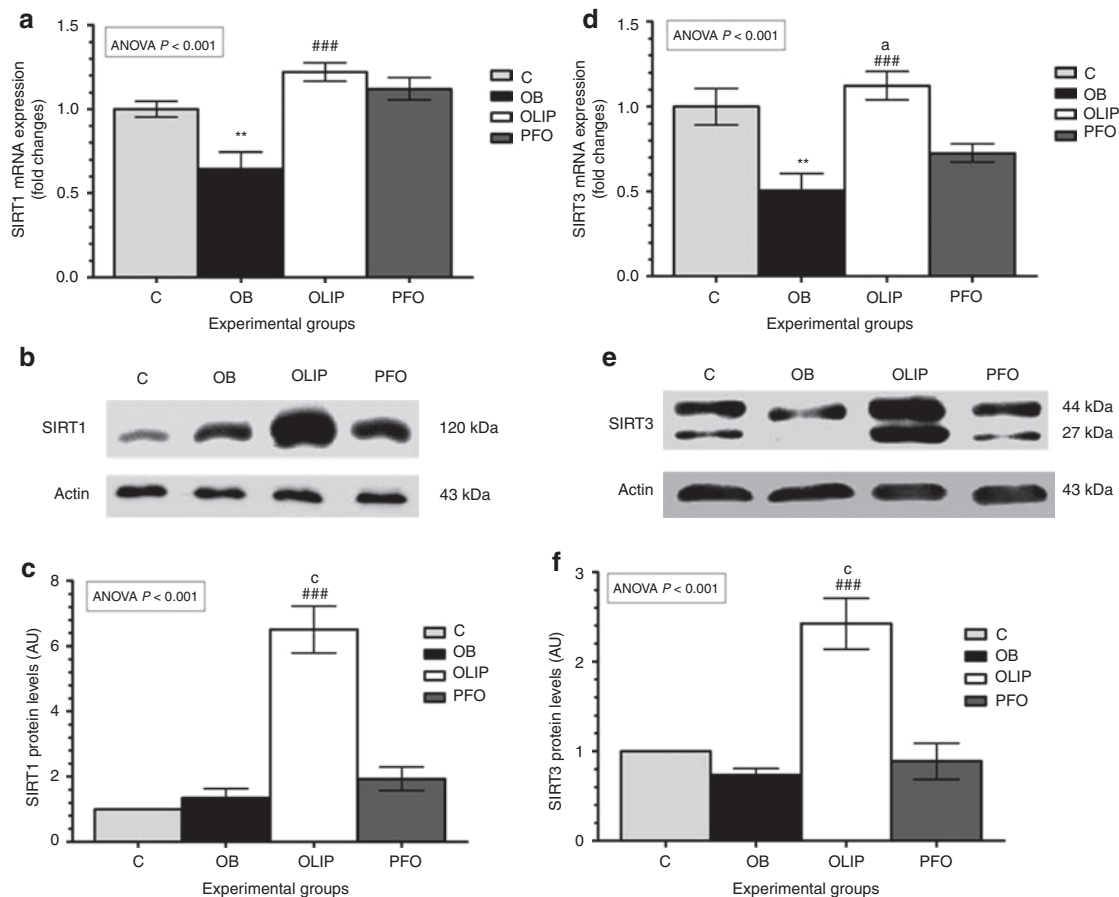 a
ANOVA P < 0.001
SIRT1 mRNA expression
(fold changes)
1.5
1.0
0.5
0.0
**
###
C
OB
OLIP
PFO
C OB OLIP PFO
Experimental groups
b
C OB OLIP PFO
SIRT1
120 kDa
Actin
43 kDa
c
ANOVA P < 0.001
SIRT1 protein levels (AU)
8
6
4
2
0
c
###
C
OB
OLIP
PFO
C OB OLIP PFO
Experimental groups
d
ANOVA P < 0.001
SIRT3 mRNA expression
(fold changes)
1.5
1.0
0.5
0.0
**
a
###
C
OB
OLIP
PFO
C OB OLIP PFO
Experimental groups
e
C OB OLIP PFO
SIRT3
44 kDa
27 kDa
Actin
43 kDa
f
ANOVA P < 0.001
SIRT3 protein levels (AU)
3
2
1
0
c
###
C
OB
OLIP
PFO
C OB OLIP PFO
Experimental groups